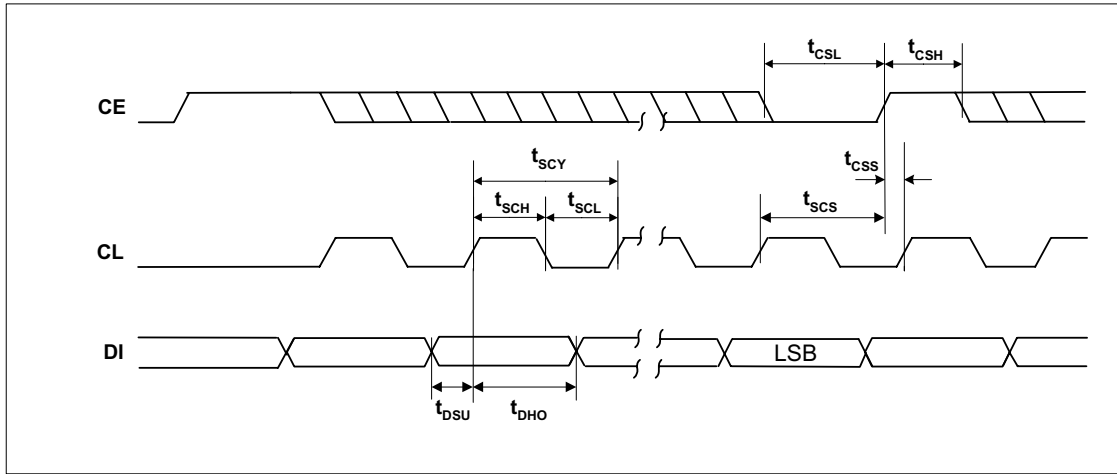 tCSL tCSH
CE
tCSS
tSCY
tSCH tSCL tSCS
CL
DI LSB
tDSU tDHO